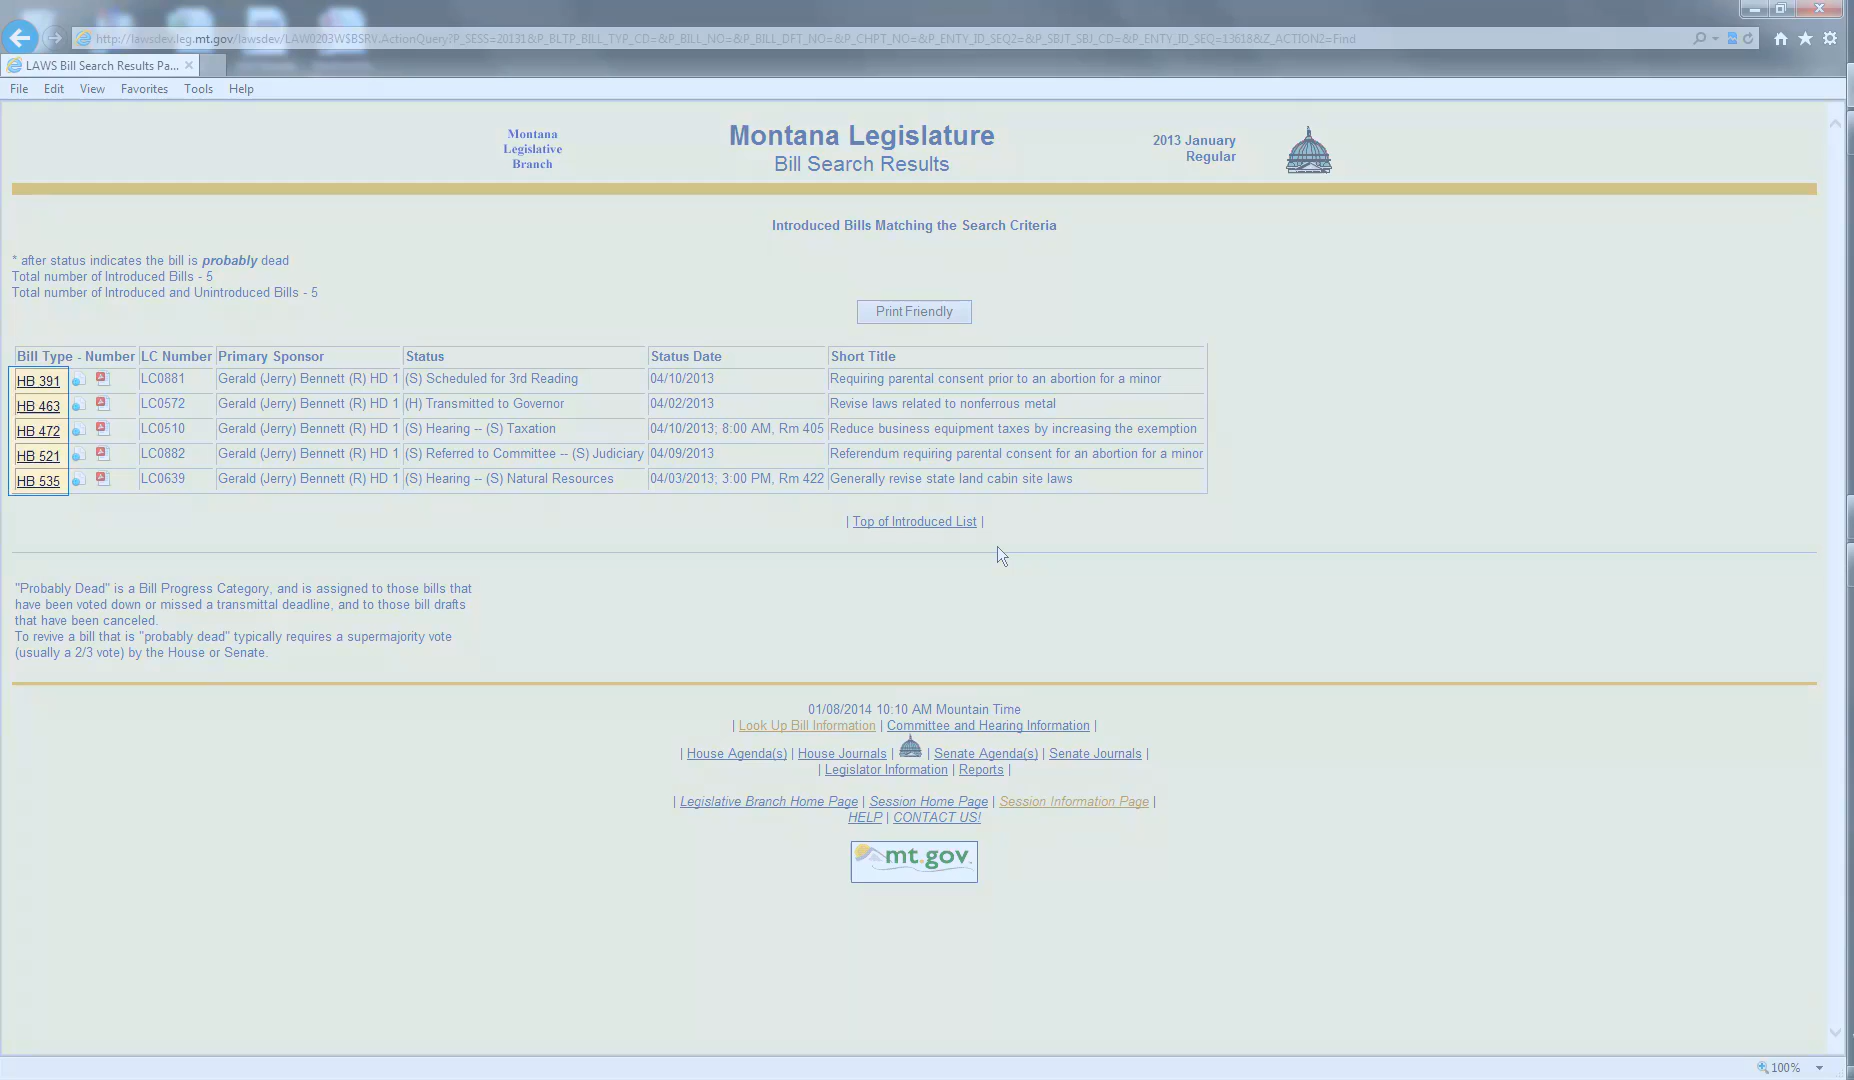 http://lawsdev.leg.mt.gov/lawsdev/LAW0203W$BSRV.ActionQuery?P_SESS=20131&P_BLTP_BILL_TYP_CD=&P_BILL_NO=&P_BILL_DFT_NO=&P_CHPT_NO=&P_ENTY_ID_SEQ2=&P_SBJT_SBJ_CD=&P_ENTY_ID_SEQ=13618&Z_ACTION2=Find
LAWS Bill Search Results Pa...
File Edit View Favorites Tools Help
Montana Legislative Branch
Montana Legislature
Bill Search Results
2013 January
Regular
Introduced Bills Matching the Search Criteria
* after status indicates the bill is probably dead
Total number of Introduced Bills - 5
Total number of Introduced and Unintroduced Bills - 5
Print Friendly
Bill Type - Number LC Number Primary Sponsor Status Status Date Short Title
HB 391 LC0881 Gerald (Jerry) Bennett (R) HD 1 (S) Scheduled for 3rd Reading 04/10/2013 Requiring parental consent prior to an abortion for a minor
HB 463 LC0572 Gerald (Jerry) Bennett (R) HD 1 (H) Transmitted to Governor 04/02/2013 Revise laws related to nonferrous metal
HB 472 LC0510 Gerald (Jerry) Bennett (R) HD 1 (S) Hearing -- (S) Taxation 04/10/2013; 8:00 AM, Rm 405 Reduce business equipment taxes by increasing the exemption
HB 521 LC0882 Gerald (Jerry) Bennett (R) HD 1 (S) Referred to Committee -- (S) Judiciary 04/09/2013 Referendum requiring parental consent for an abortion for a minor
HB 535 LC0639 Gerald (Jerry) Bennett (R) HD 1 (S) Hearing -- (S) Natural Resources 04/03/2013; 3:00 PM, Rm 422 Generally revise state land cabin site laws
| Top of Introduced List |
"Probably Dead" is a Bill Progress Category, and is assigned to those bills that
have been voted down or missed a transmittal deadline, and to those bill drafts
that have been canceled.
To revive a bill that is "probably dead" typically requires a supermajority vote
(usually a 2/3 vote) by the House or Senate.
01/08/2014 10:10 AM Mountain Time
| Look Up Bill Information | Committee and Hearing Information |
| House Agenda(s) | House Journals | | Senate Agenda(s) | Senate Journals |
| Legislator Information | Reports |
| Legislative Branch Home Page | Session Home Page | Session Information Page |
HELP | CONTACT US!
mt.gov
100%